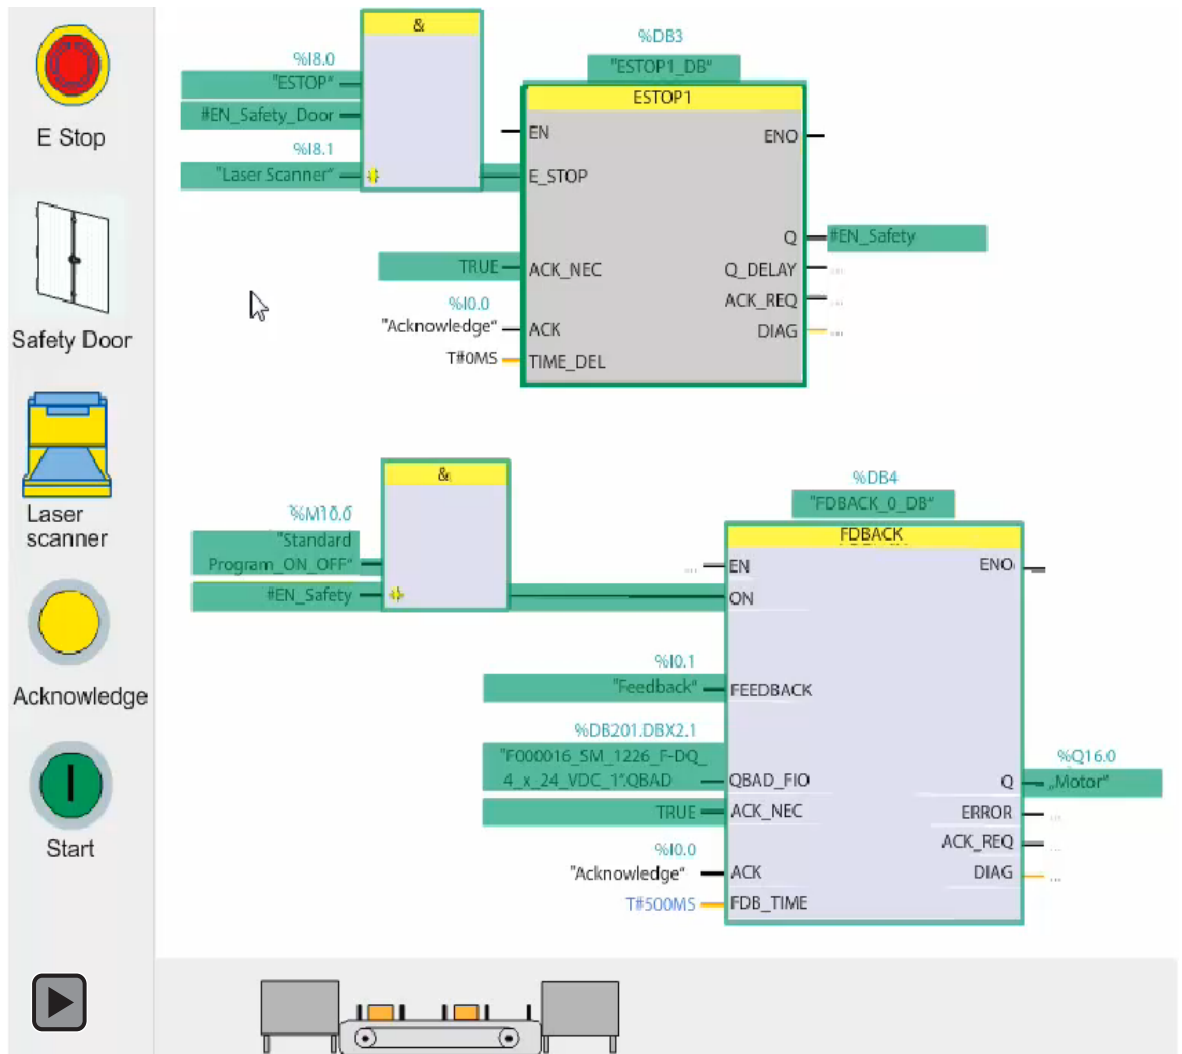 E Stop
Safety Door
Laser
scanner
Acknowledge
Start
&
%I8.0
"ESTOP"
#EN_Safety_Door
%I8.1
"Laser Scanner"
%DB3
"ESTOP1_DB"
ESTOP1
EN
ENO
E_STOP
Q
#EN_Safety
TRUE
ACK_NEC
Q_DELAY
...
%I0.0
ACK_REQ
...
"Acknowledge"
ACK
DIAG
...
T#0MS
TIME_DEL
&
"Standard
Program_ON_OFF"
#EN_Safety
%DB4
"FDBACK_0_DB"
FDBACK
...
EN
ENO
ON
%I0.1
"Feedback"
FEEDBACK
%DB201.DBX2.1
"F000016_SM_1226_F-DQ_
4_x_24_VDC_1".QBAD
QBAD_FIO
%Q16.0
Q
„Motor"
TRUE
ACK_NEC
ERROR
...
ACK_REQ
...
%I0.0
"Acknowledge"
ACK
DIAG
...
T#500MS
FDB_TIME